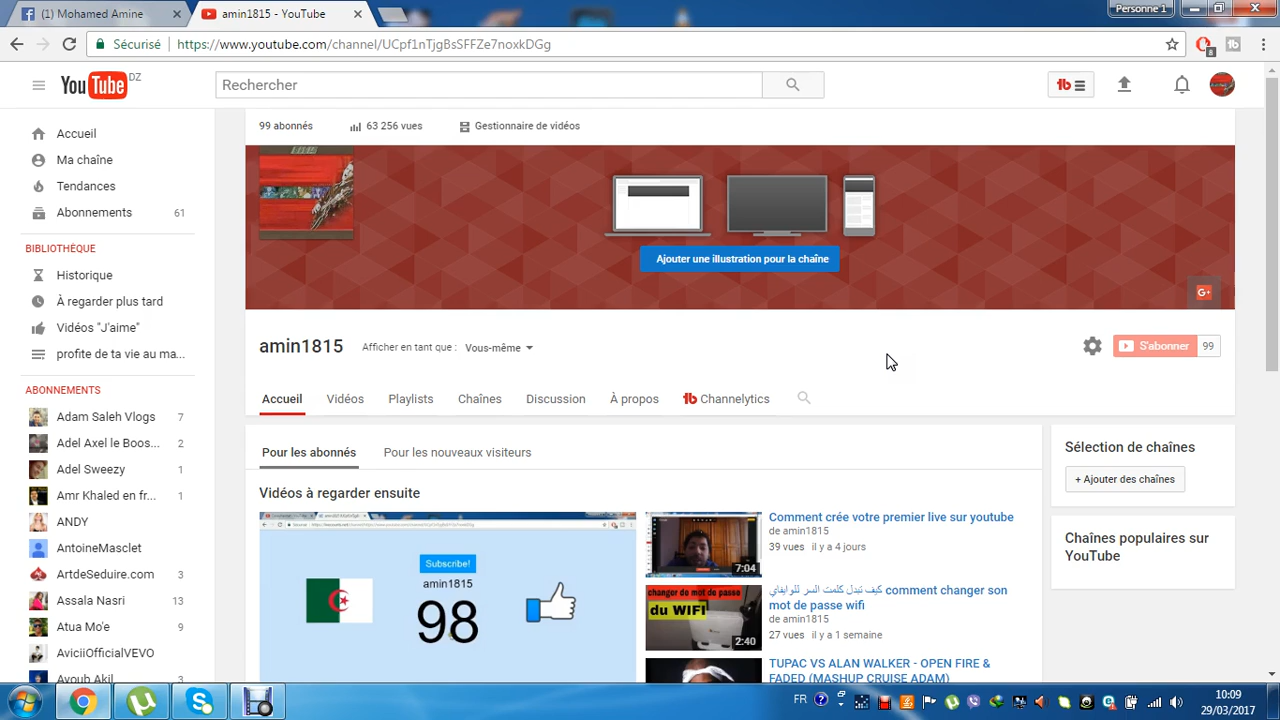 (1) Mohamed Amine
amin1815 - YouTube
Personne 1
Sécurisé
https://www.youtube.com/channel/UCpf1nTjgBsSFFZe7noxkDGg
8
YouTube DZ
Rechercher
99 abonnés
63 256 vues
Gestionnaire de vidéos
Accueil
Ma chaîne
Tendances
Abonnements 61
BIBLIOTHÈQUE
Historique
À regarder plus tard
Vidéos "J'aime"
profite de ta vie au ma...
ABONNEMENTS
Adam Saleh Vlogs 7
Adel Axel le Boos... 2
Adel Sweezy 1
Amr Khaled en fr... 1
ANDY
AntoineMasclet
ArtdeSeduire.com 3
Assala Nasri 13
Atua Mo'e 9
AviciiOfficialVEVO
Ayoub Akil 3
Ajouter une illustration pour la chaîne
G+
amin1815
Afficher en tant que : Vous-même
S'abonner 99
Accueil
Vidéos
Playlists
Chaînes
Discussion
À propos
Channelytics
Pour les abonnés
Pour les nouveaux visiteurs
Vidéos à regarder ensuite
Subscribe!
amin1815
98
7:04
Comment crée votre premier live sur youtube
de amin1815
39 vues il y a 4 jours
changer de mot de passe
du WIFI
2:40
كيف تبدل كلمت السر للوايفاي comment changer son
mot de passe wifi
de amin1815
27 vues il y a 1 semaine
TUPAC VS ALAN WALKER - OPEN FIRE &
FADED (MASHUP CRUISE ADAM)
Sélection de chaînes
+ Ajouter des chaînes
Chaînes populaires sur
YouTube
FR
10:09
29/03/2017